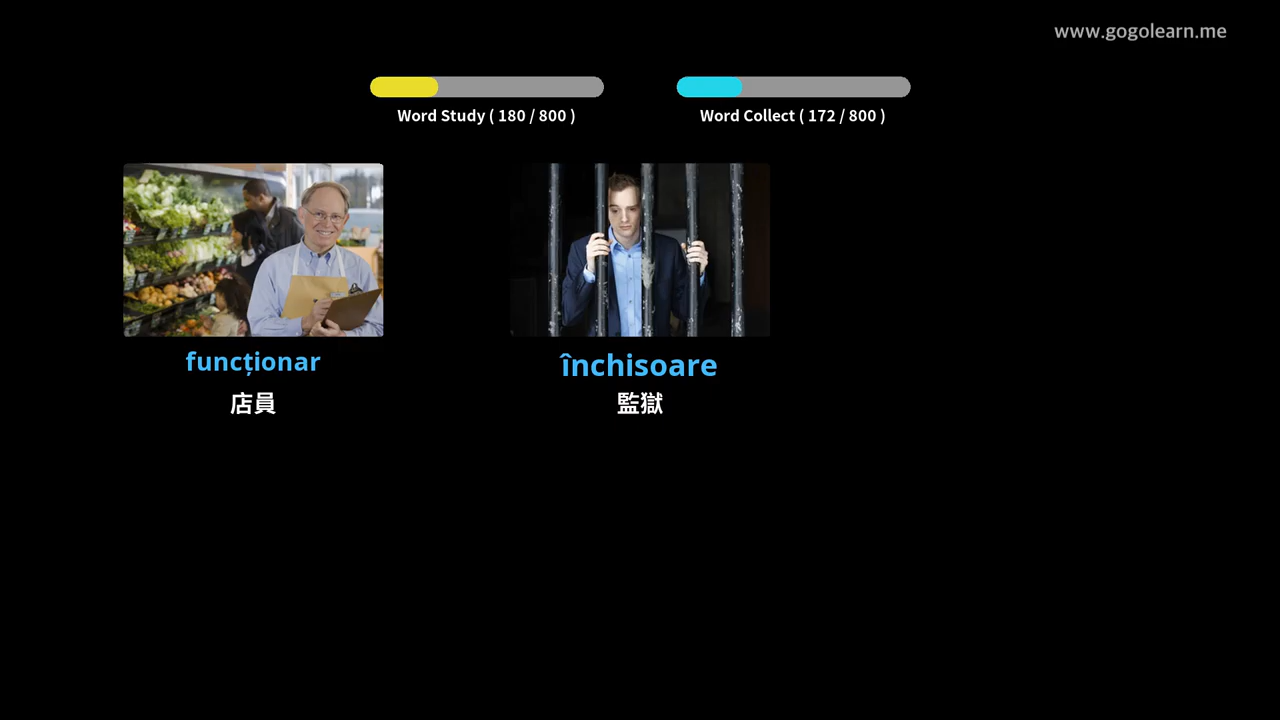 www.gogolearn.me
Word Study ( 180 / 800 )
Word Collect ( 172 / 800 )
funcționar
închisoare
店員
監獄